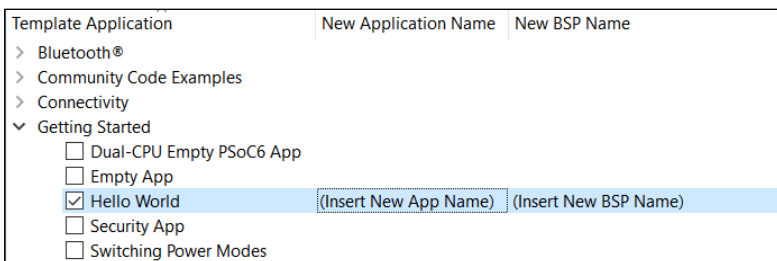 Template Application New Application Name New BSP Name
Bluetooth®
Community Code Examples
Connectivity
Getting Started
Dual-CPU Empty PSoC6 App
Empty App
Hello World (Insert New App Name) (Insert New BSP Name)
Security App
Switching Power Modes